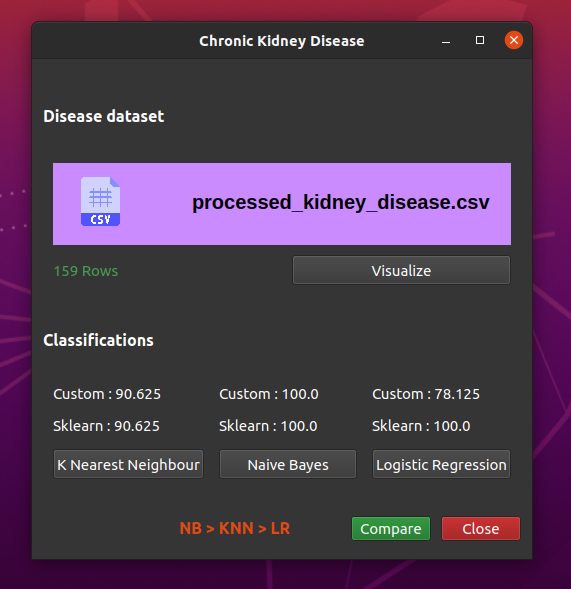 Chronic Kidney Disease
Disease dataset
CSV
processed_kidney_disease.csv
159 Rows
Visualize
Classifications
Custom : 90.625 Custom : 100.0 Custom : 78.125
Sklearn : 90.625 Sklearn : 100.0 Sklearn : 100.0
K Nearest Neighbour Naive Bayes Logistic Regression
NB > KNN > LR Compare Close